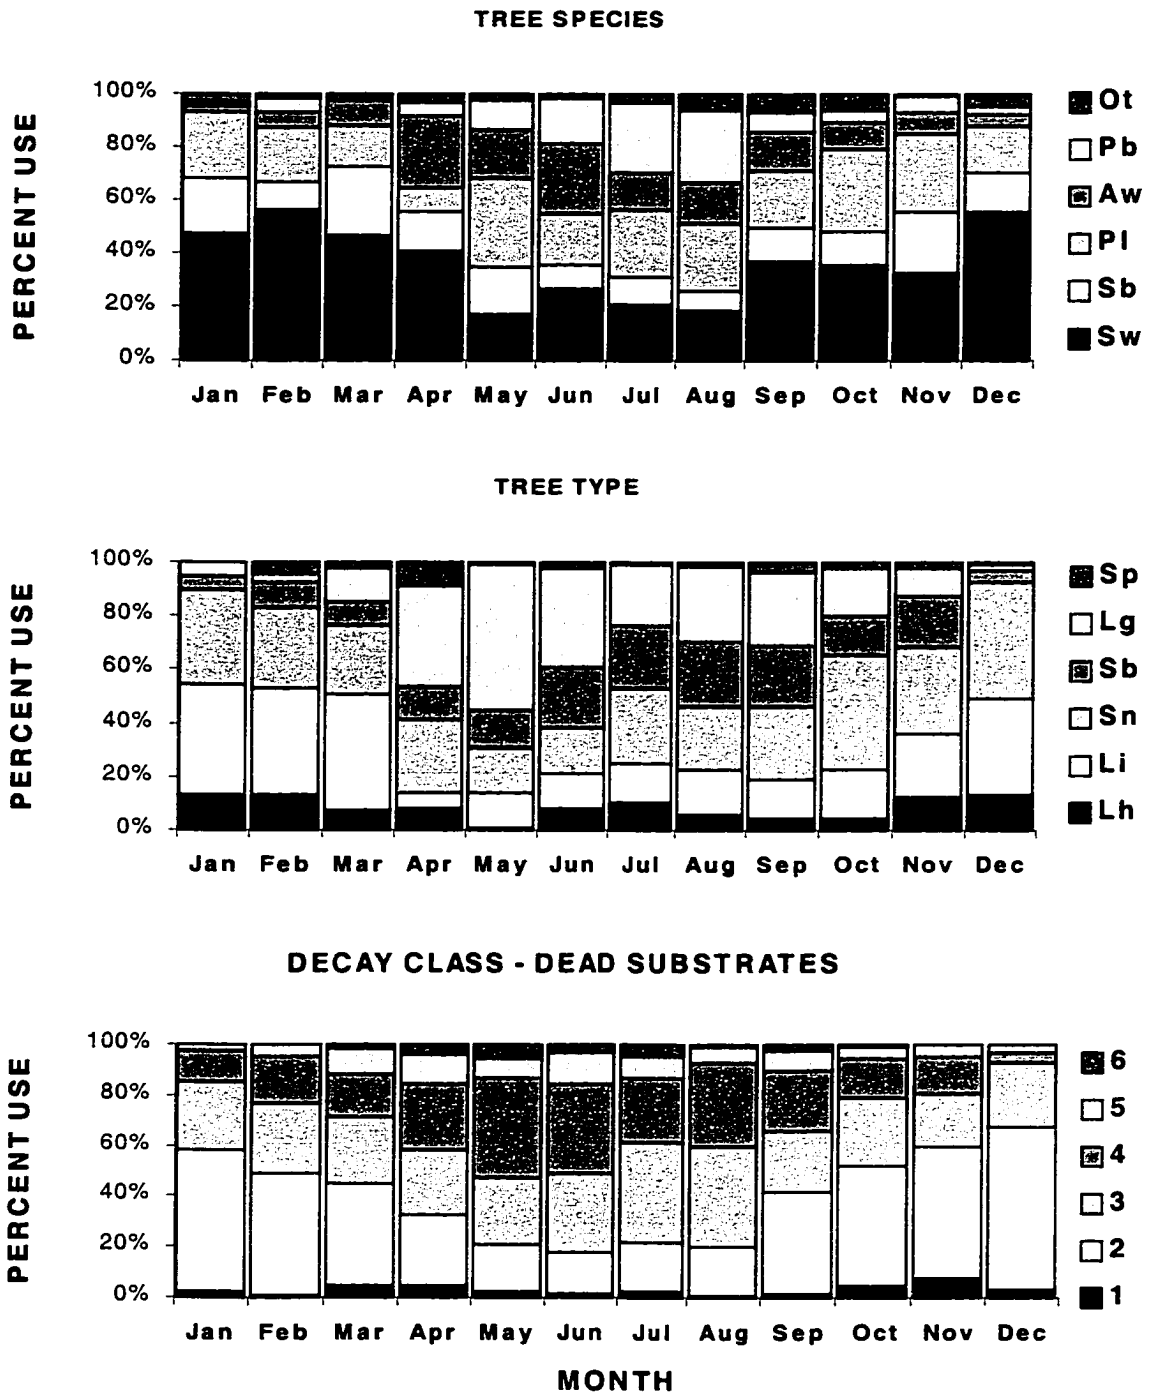 TREE SPECIES
PERCENT USE
100%
80%
60%
40%
20%
0%
Jan Feb Mar Apr May Jun Jul Aug Sep Oct Nov Dec
Ot
Pb
Aw
Pl
Sb
Sw
TREE TYPE
PERCENT USE
100%
80%
60%
40%
20%
0%
Jan Feb Mar Apr May Jun Jul Aug Sep Oct Nov Dec
Sp
Lg
Sb
Sn
Li
Lh
DECAY CLASS - DEAD SUBSTRATES
PERCENT USE
100%
80%
60%
40%
20%
0%
Jan Feb Mar Apr May Jun Jul Aug Sep Oct Nov Dec
6
5
4
3
2
1
MONTH